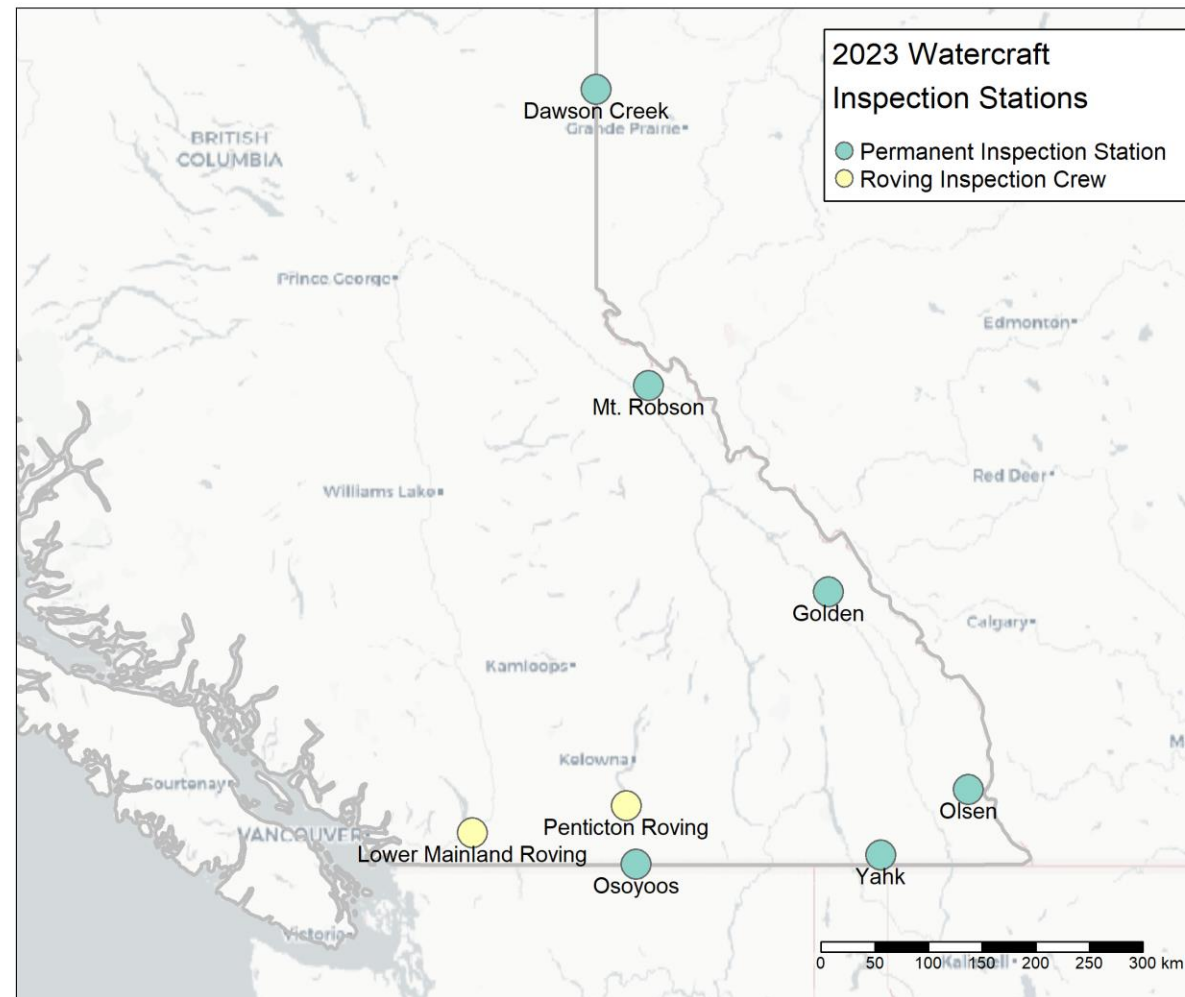 2023 Watercraft
Inspection Stations
Permanent Inspection Station
Roving Inspection Crew
Dawson Creek
Grande Prairie
BRITISH
COLUMBIA
Prince George
Edmonton
Mt. Robson
Williams Lake
Red Deer
Golden
Calgary
Kamloops
Kelowna
Courtenay
Olsen
Penticton Roving
VANCOUVER
Lower Mainland Roving
Yahk
Osoyoos
Victoria
0 50 100 150 200 250 300 km
Kalispell
M